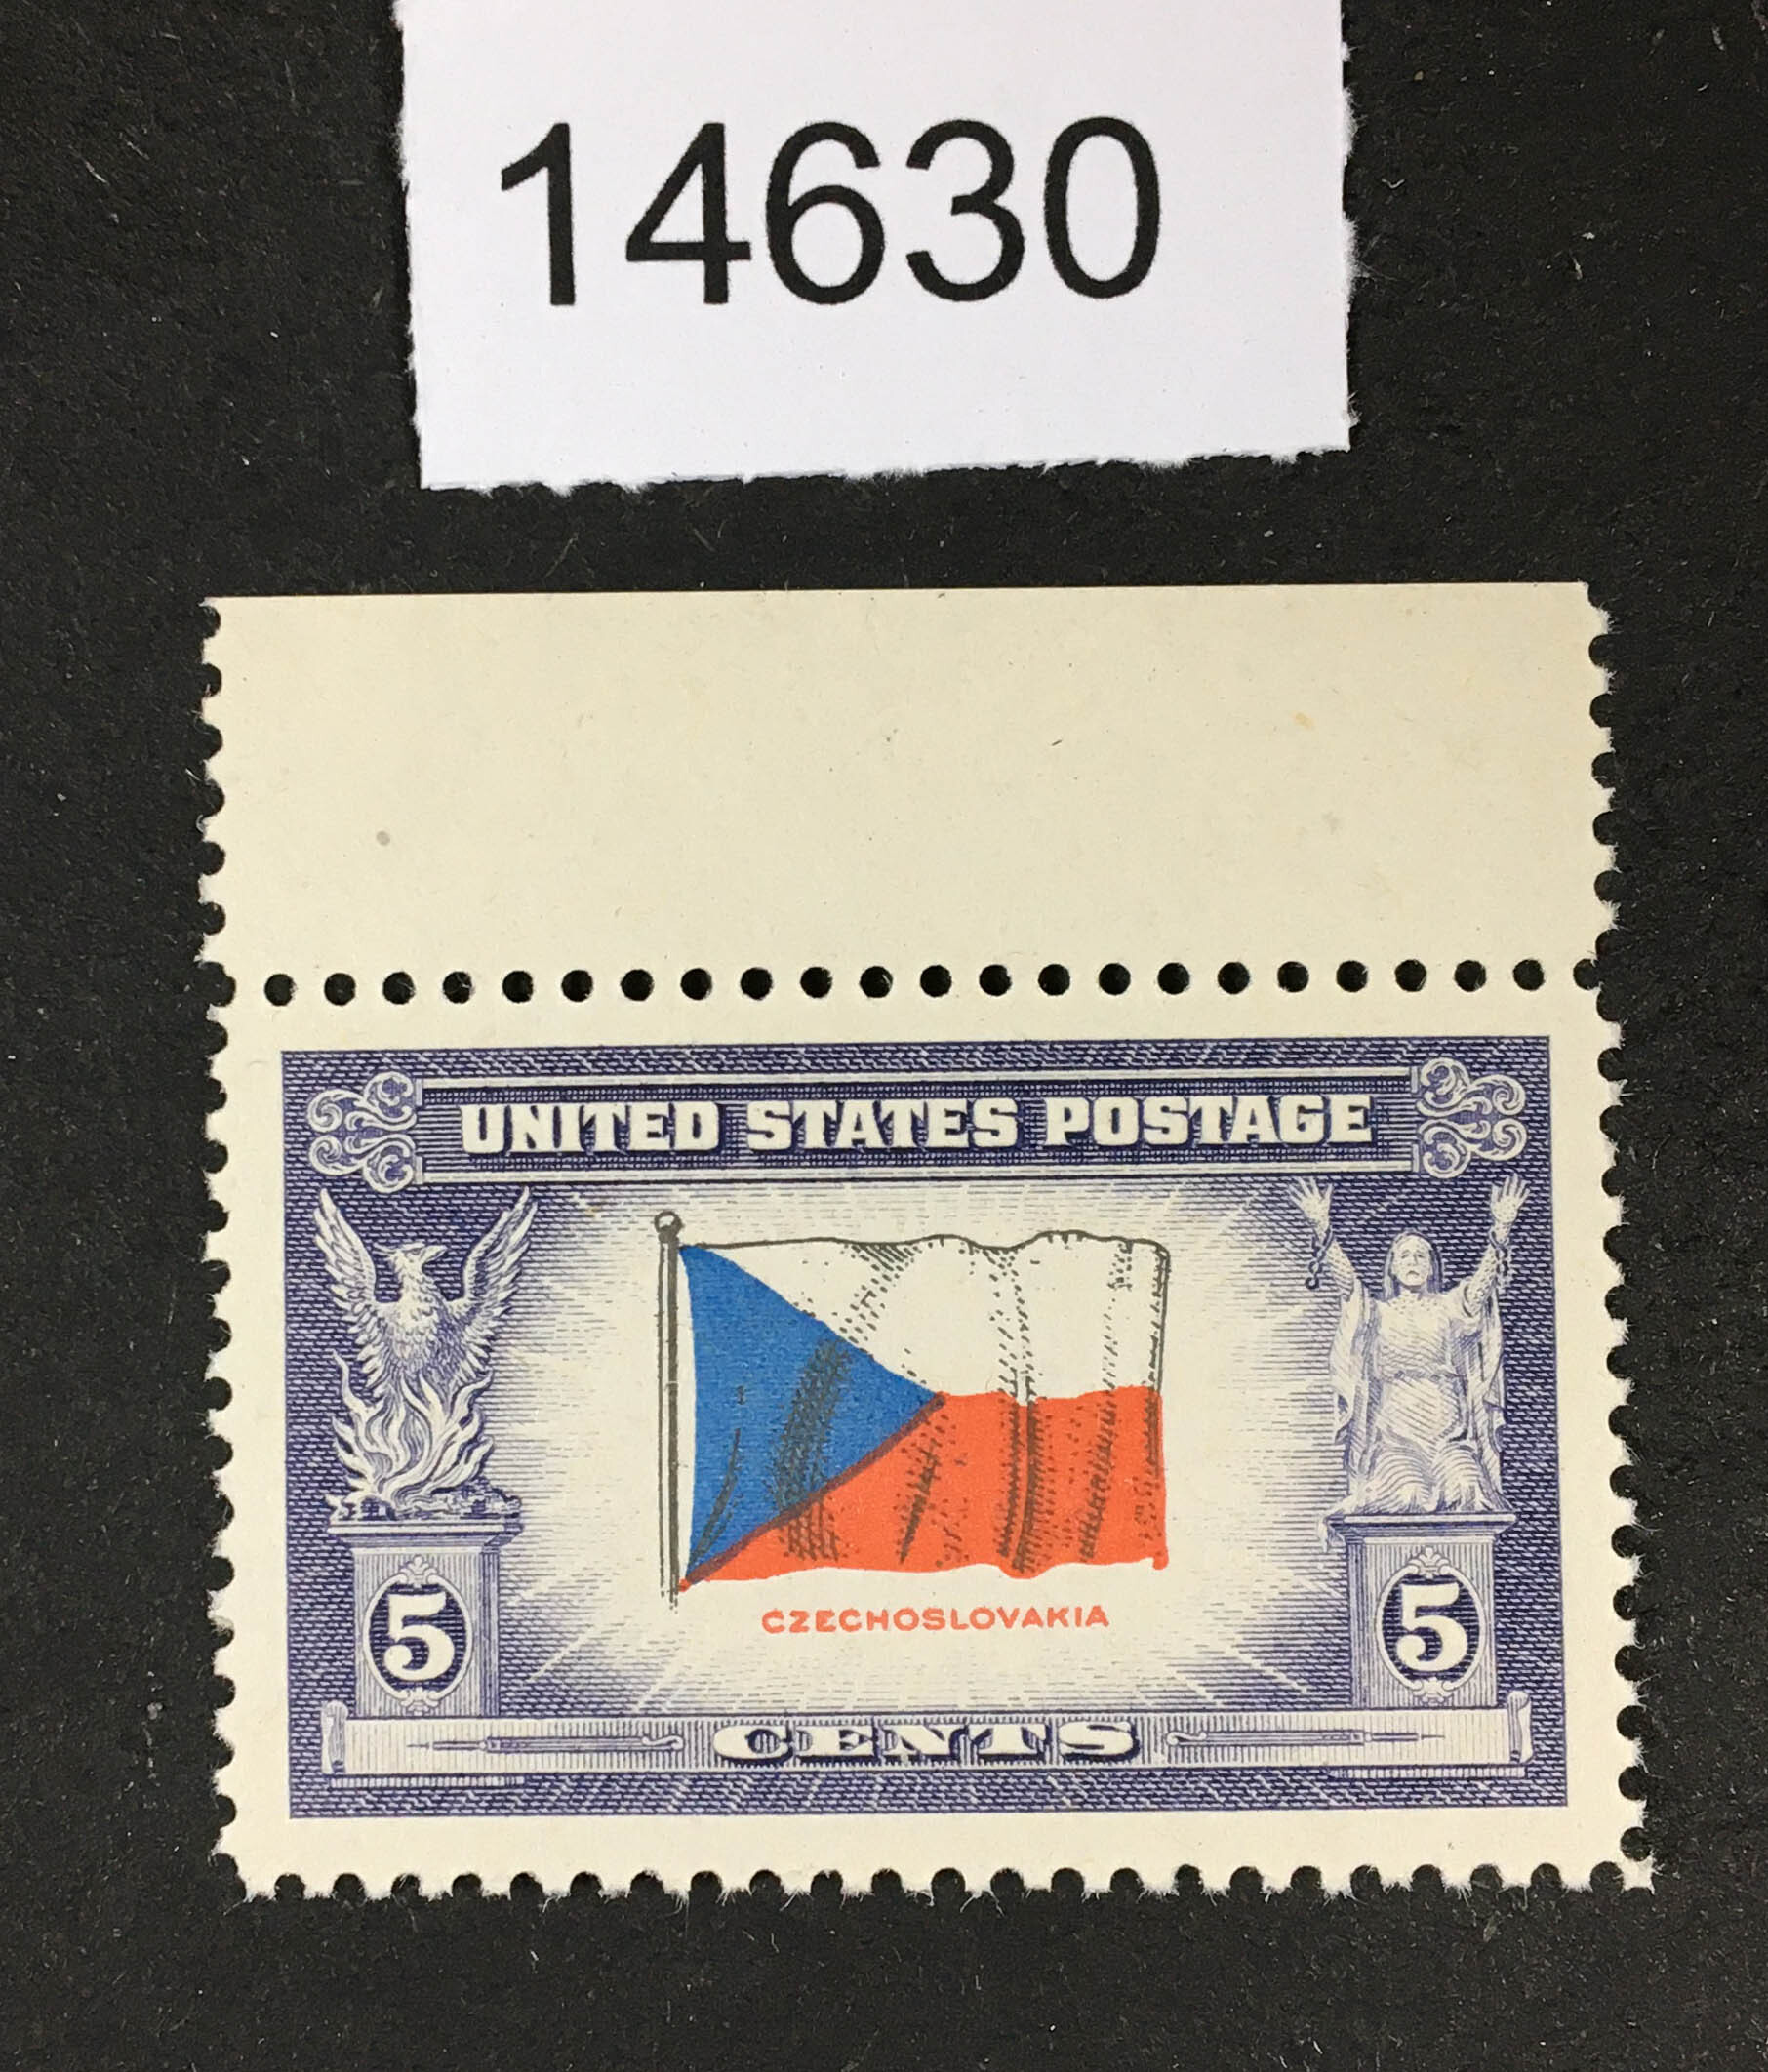 14630
UNITED STATES POSTAGE
CZECHOSLOVAKIA
5 5
CENTS